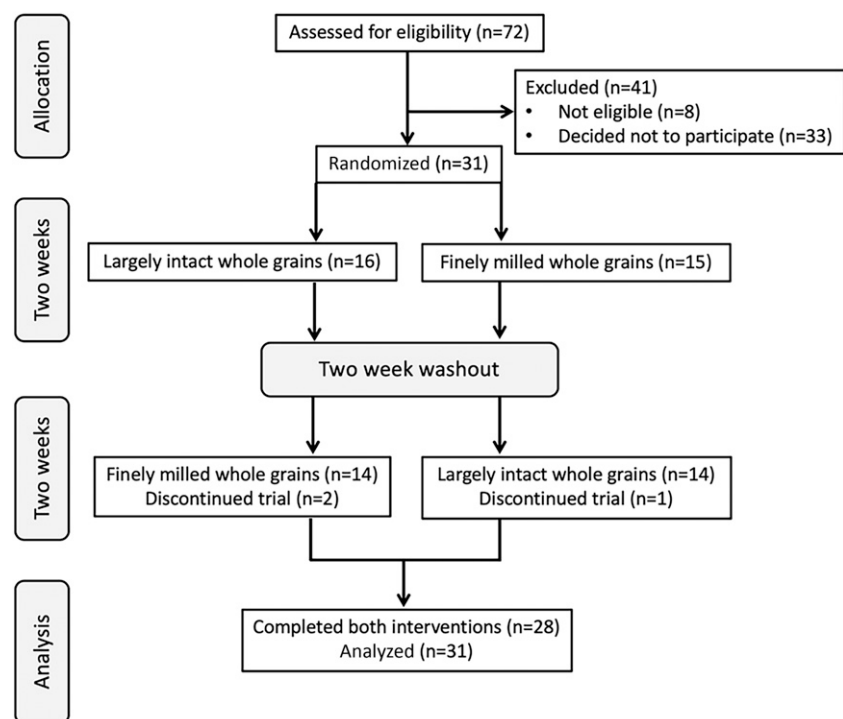 Allocation
Assessed for eligibility (n=72)
Excluded (n=41)
• Not eligible (n=8)
• Decided not to participate (n=33)
Randomized (n=31)
Two weeks
Largely intact whole grains (n=16)
Finely milled whole grains (n=15)
Two week washout
Two weeks
Finely milled whole grains (n=14)
Discontinued trial (n=2)
Largely intact whole grains (n=14)
Discontinued trial (n=1)
Analysis
Completed both interventions (n=28)
Analyzed (n=31)